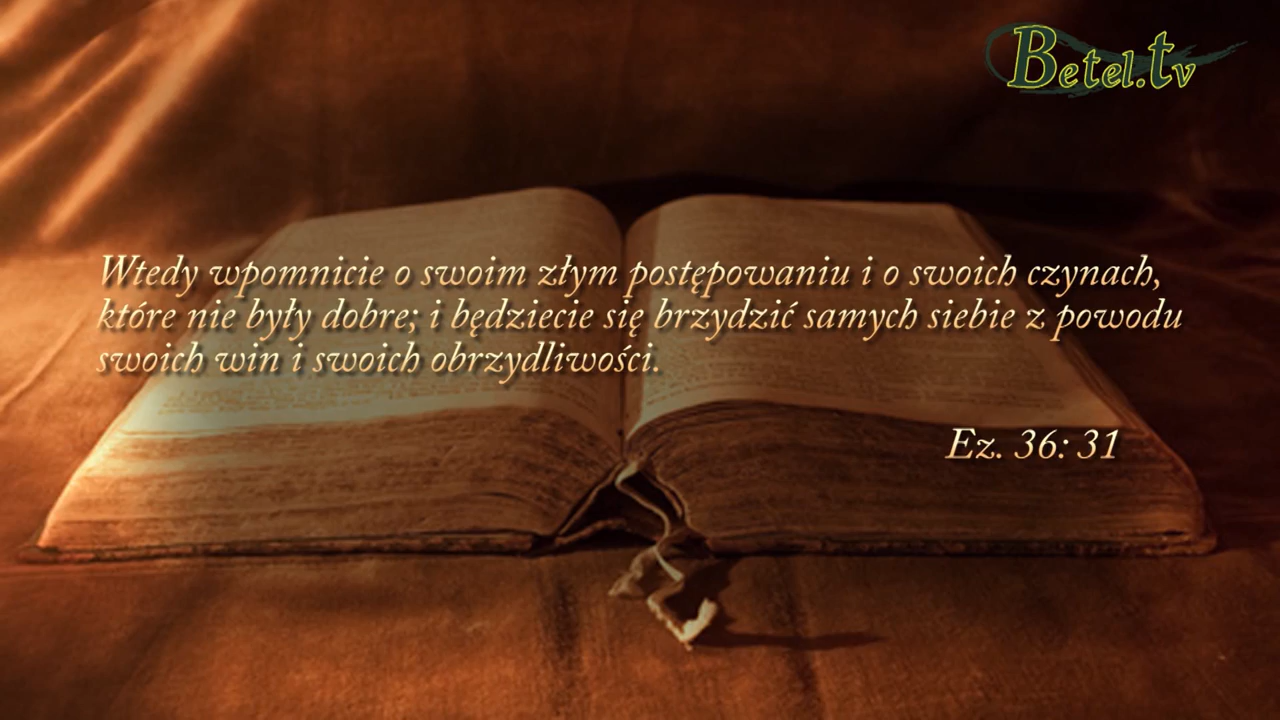 Betel.tv
Wtedy wpomnicie o swoim złym postępowaniu i o swoich czynach,
które nie były dobre; i będziecie się brzydzić samych siebie z powodu
swoich win i swoich obrzydliwości.
Ez. 36: 31